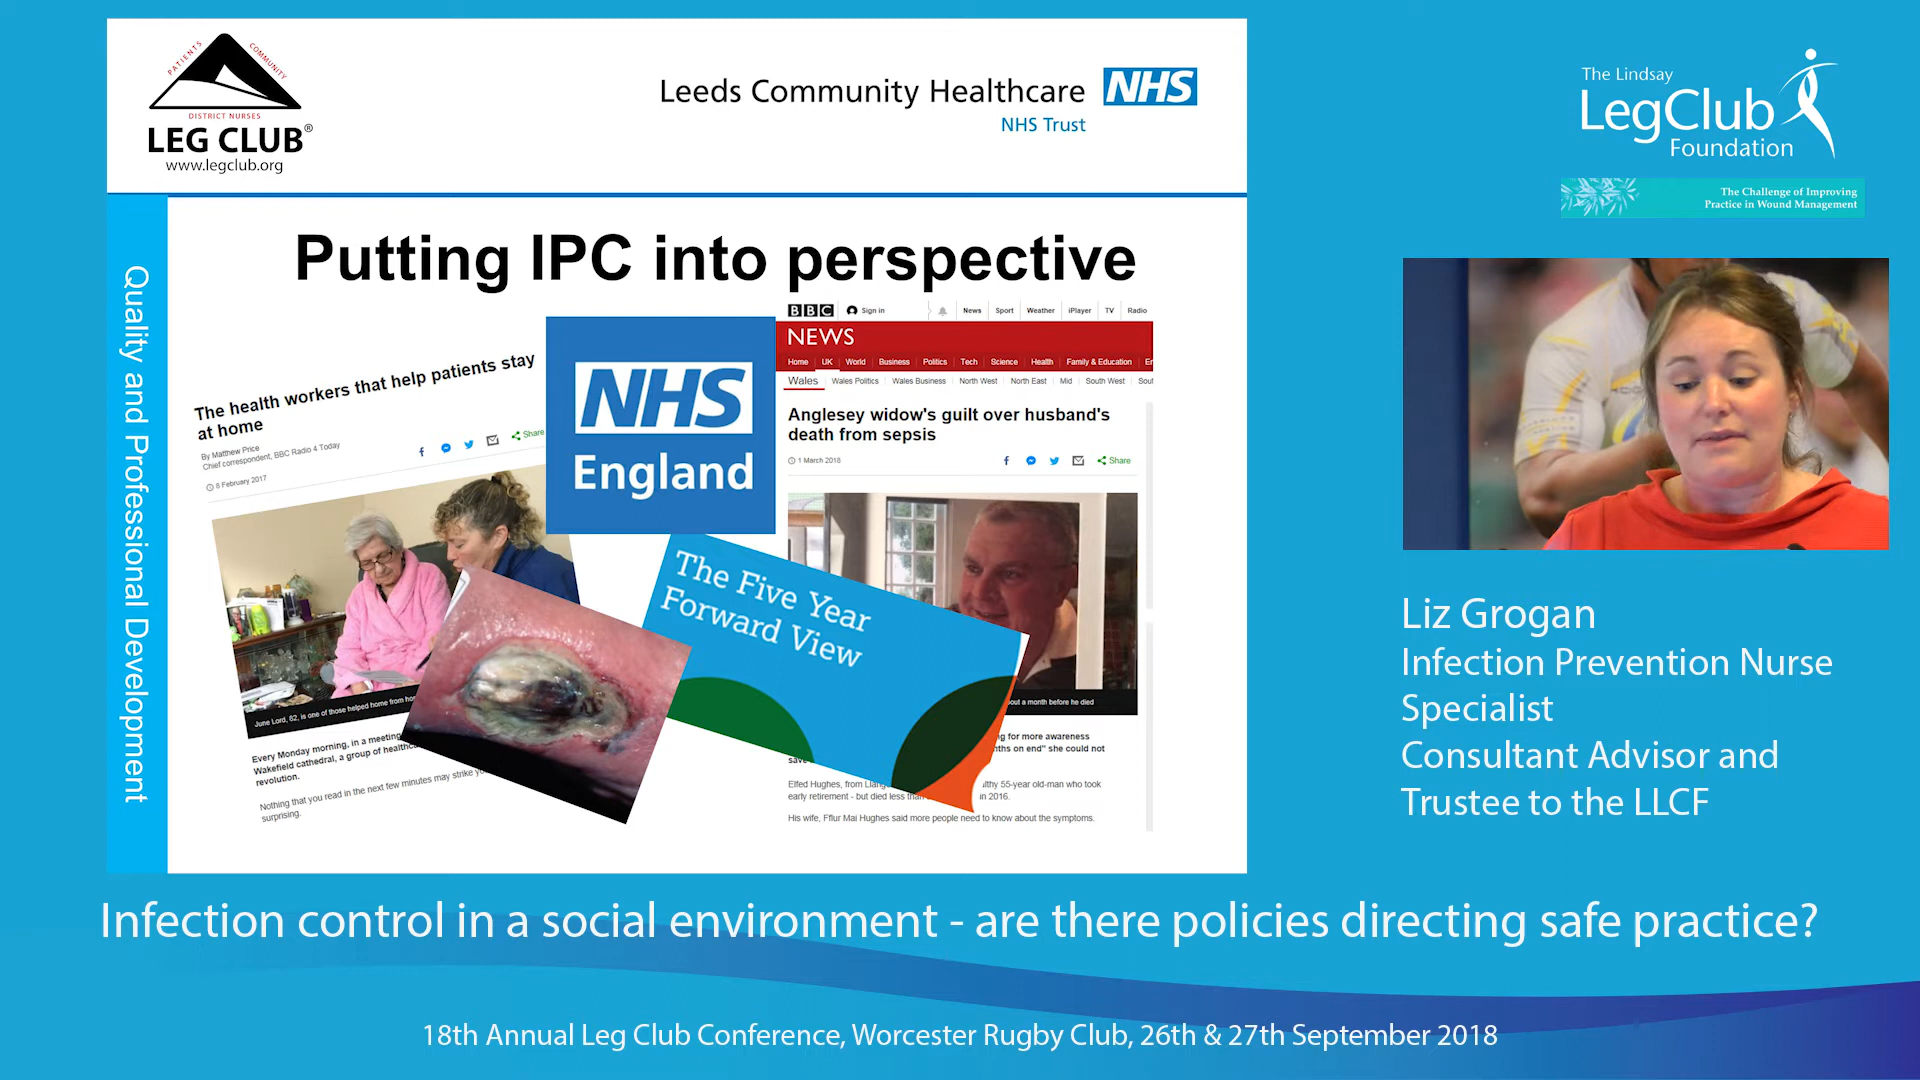 PATIENTS
COMMUNITY
DISTRICT NURSES
LEG CLUB®
www.legclub.org
Leeds Community Healthcare NHS
NHS Trust
The Lindsay
LegClub
Foundation
The Challenge of Improving
Practice in Wound Management
Quality and Professional Development
Putting IPC into perspective
The health workers that help patients stay
at home
By Matthew Price
Chief correspondent, BBC Radio 4 Today
8 February 2017
Share
June Lord, 82, is one of those helped home from
Every Monday morning, in a meeting
Wakefield cathedral, a group of
revolution.
Nothing that you read in the next few minutes may strike
surprising.
NHS
England
The Five Year
Forward View
BBC Sign in News Sport Weather iPlayer TV Radio
NEWS
Home UK World Business Politics Tech Science Health Family & Education
Wales Wales Politics Wales Business North West North East Mid South West
Anglesey widow's guilt over husband's
death from sepsis
1 March 2018
Share
a month before he died
for more awareness
on end" she could not
Elfed Hughes, from 55-year old-man who took
early retirement - but died less in 2016.
His wife, Fflur Mai Hughes said more people need to know about the symptoms.
Liz Grogan
Infection Prevention Nurse
Specialist
Consultant Advisor and
Trustee to the LLCF
Infection control in a social environment - are there policies directing safe practice?
18th Annual Leg Club Conference, Worcester Rugby Club, 26th & 27th September 2018